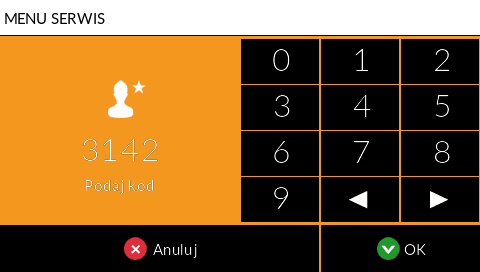 MENU SERWIS
3142
Podaj kod
0 1 2
3 4 5
6 7 8
9
Anuluj OK